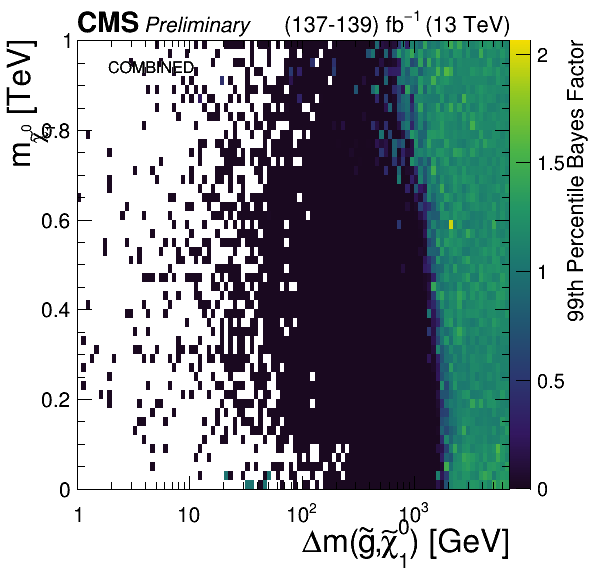 CMS Preliminary (137-139) fb⁻¹ (13 TeV)
COMBINED
m_χ̃₁⁰ [TeV]
1
0.8
0.6
0.4
0.2
0
1 10 10² 10³
Δm(g̃,χ̃₁⁰) [GeV]
2
1.5
1
0.5
0
99th Percentile Bayes Factor